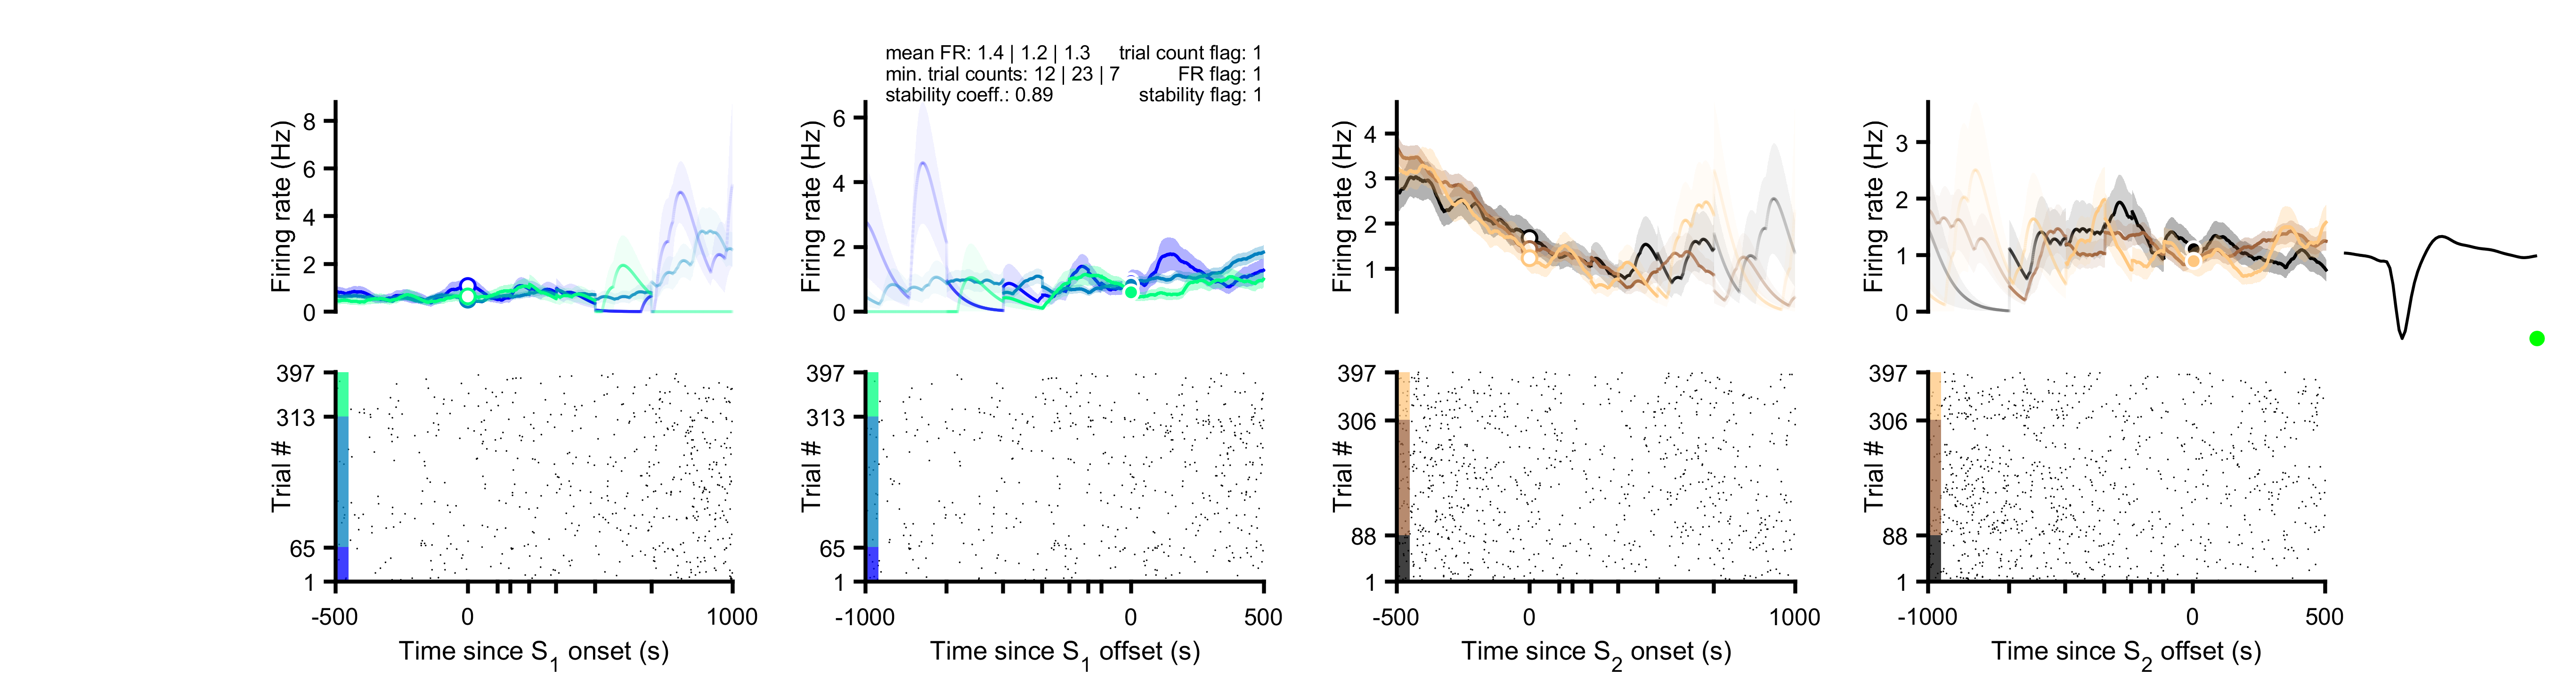 mean FR: 1.4 | 1.2 | 1.3 trial count flag: 1
min. trial counts: 12 | 23 | 7 FR flag: 1
stability coeff.: 0.89 stability flag: 1
Firing rate (Hz)
8
6
4
2
0
Firing rate (Hz)
6
4
2
0
Firing rate (Hz)
4
3
2
1
Firing rate (Hz)
3
2
1
0
Trial #
397
313
65
1
-500 0 1000
Time since S1 onset (s)
Trial #
397
313
65
1
-1000 0 500
Time since S1 offset (s)
Trial #
397
306
88
1
-500 0 1000
Time since S2 onset (s)
Trial #
397
306
88
1
-1000 0 500
Time since S2 offset (s)